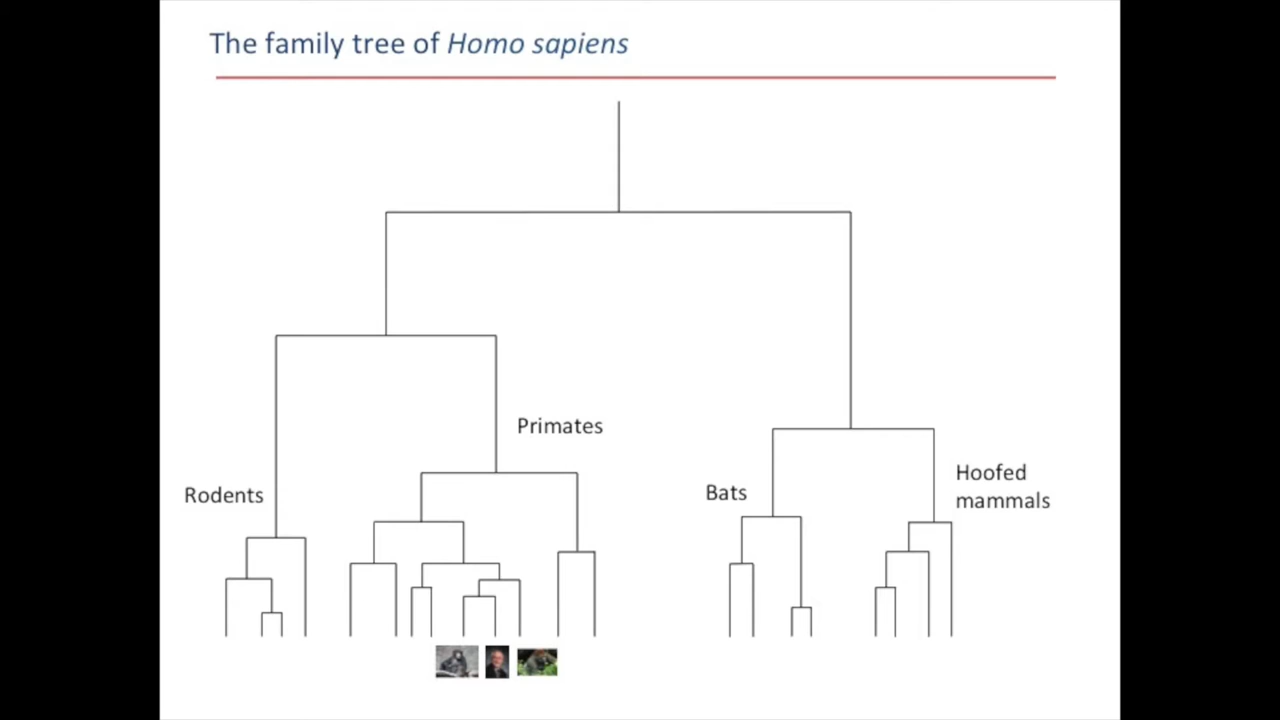 The family tree of Homo sapiens
Primates
Rodents
Bats
Hoofed
mammals